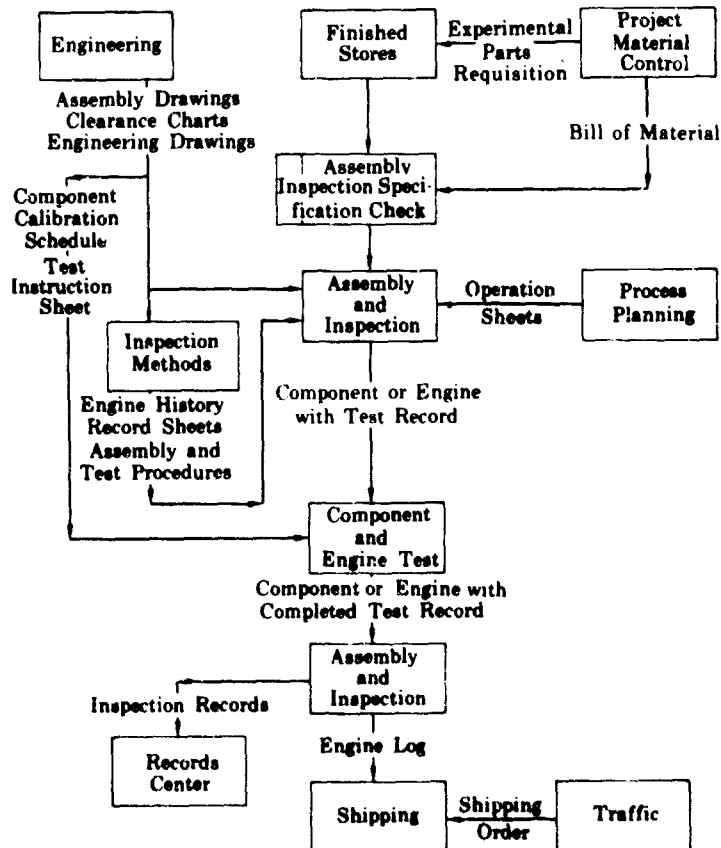 Engineering
Finished
Stores
Experimental
Parts
Requisition
Project
Material
Control
Assembly Drawings
Clearance Charts
Engineering Drawings
Bill of Material
Component
Calibration
Schedule
Test
Instruction
Sheet
Assembly
Inspection Speci-
fication Check
Assembly
and
Inspection
Operation
Sheets
Process
Planning
Inspection
Methods
Engine History
Record Sheets
Assembly and
Test Procedures
Component or Engine
with Test Record
Component
and
Engine Test
Component or Engine with
Completed Test Record
Assembly
and
Inspection
Inspection Records
Records
Center
Engine Log
Shipping
Shipping
Order
Traffic